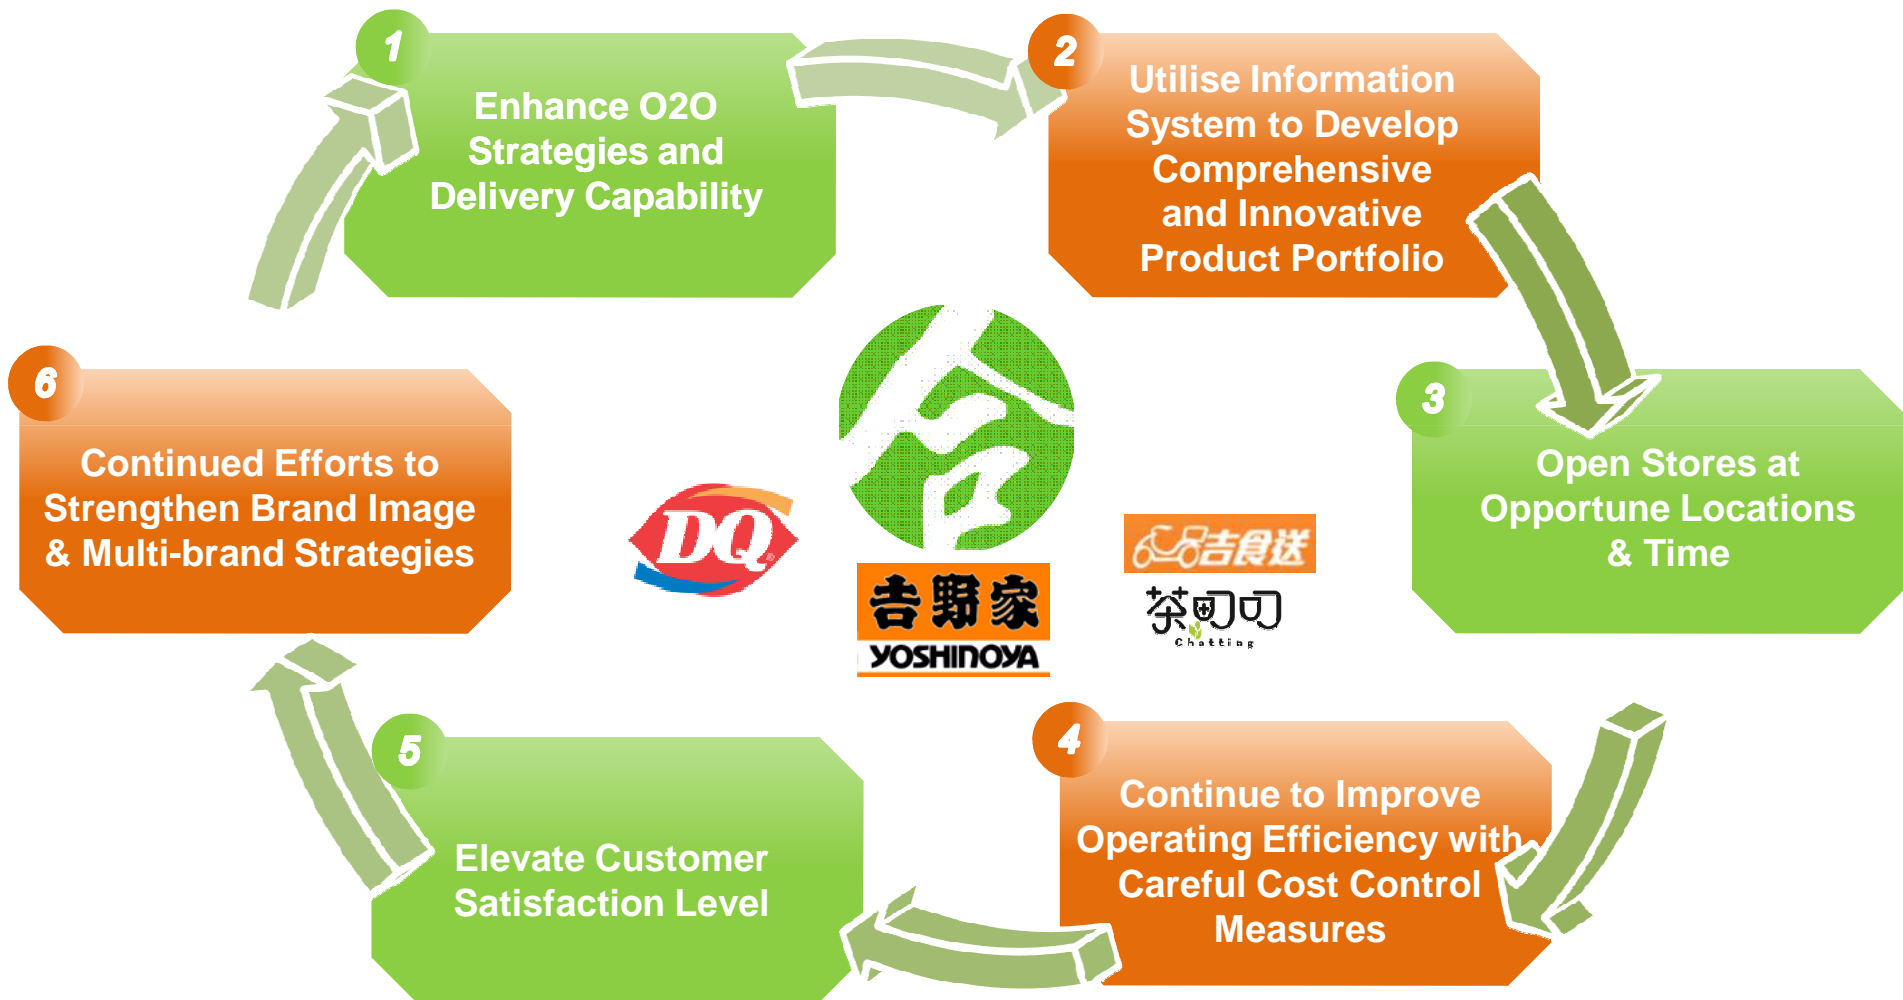 1
Enhance O2O
Strategies and
Delivery Capability
2
Utilise Information
System to Develop
Comprehensive
and Innovative
Product Portfolio
3
Open Stores at
Opportune Locations
& Time
4
Continue to Improve
Operating Efficiency with
Careful Cost Control
Measures
5
Elevate Customer
Satisfaction Level
6
Continued Efforts to
Strengthen Brand Image
& Multi-brand Strategies
合
DQ
吉野家
YOSHINOYA
吉食送
茶叼叼
Chatting